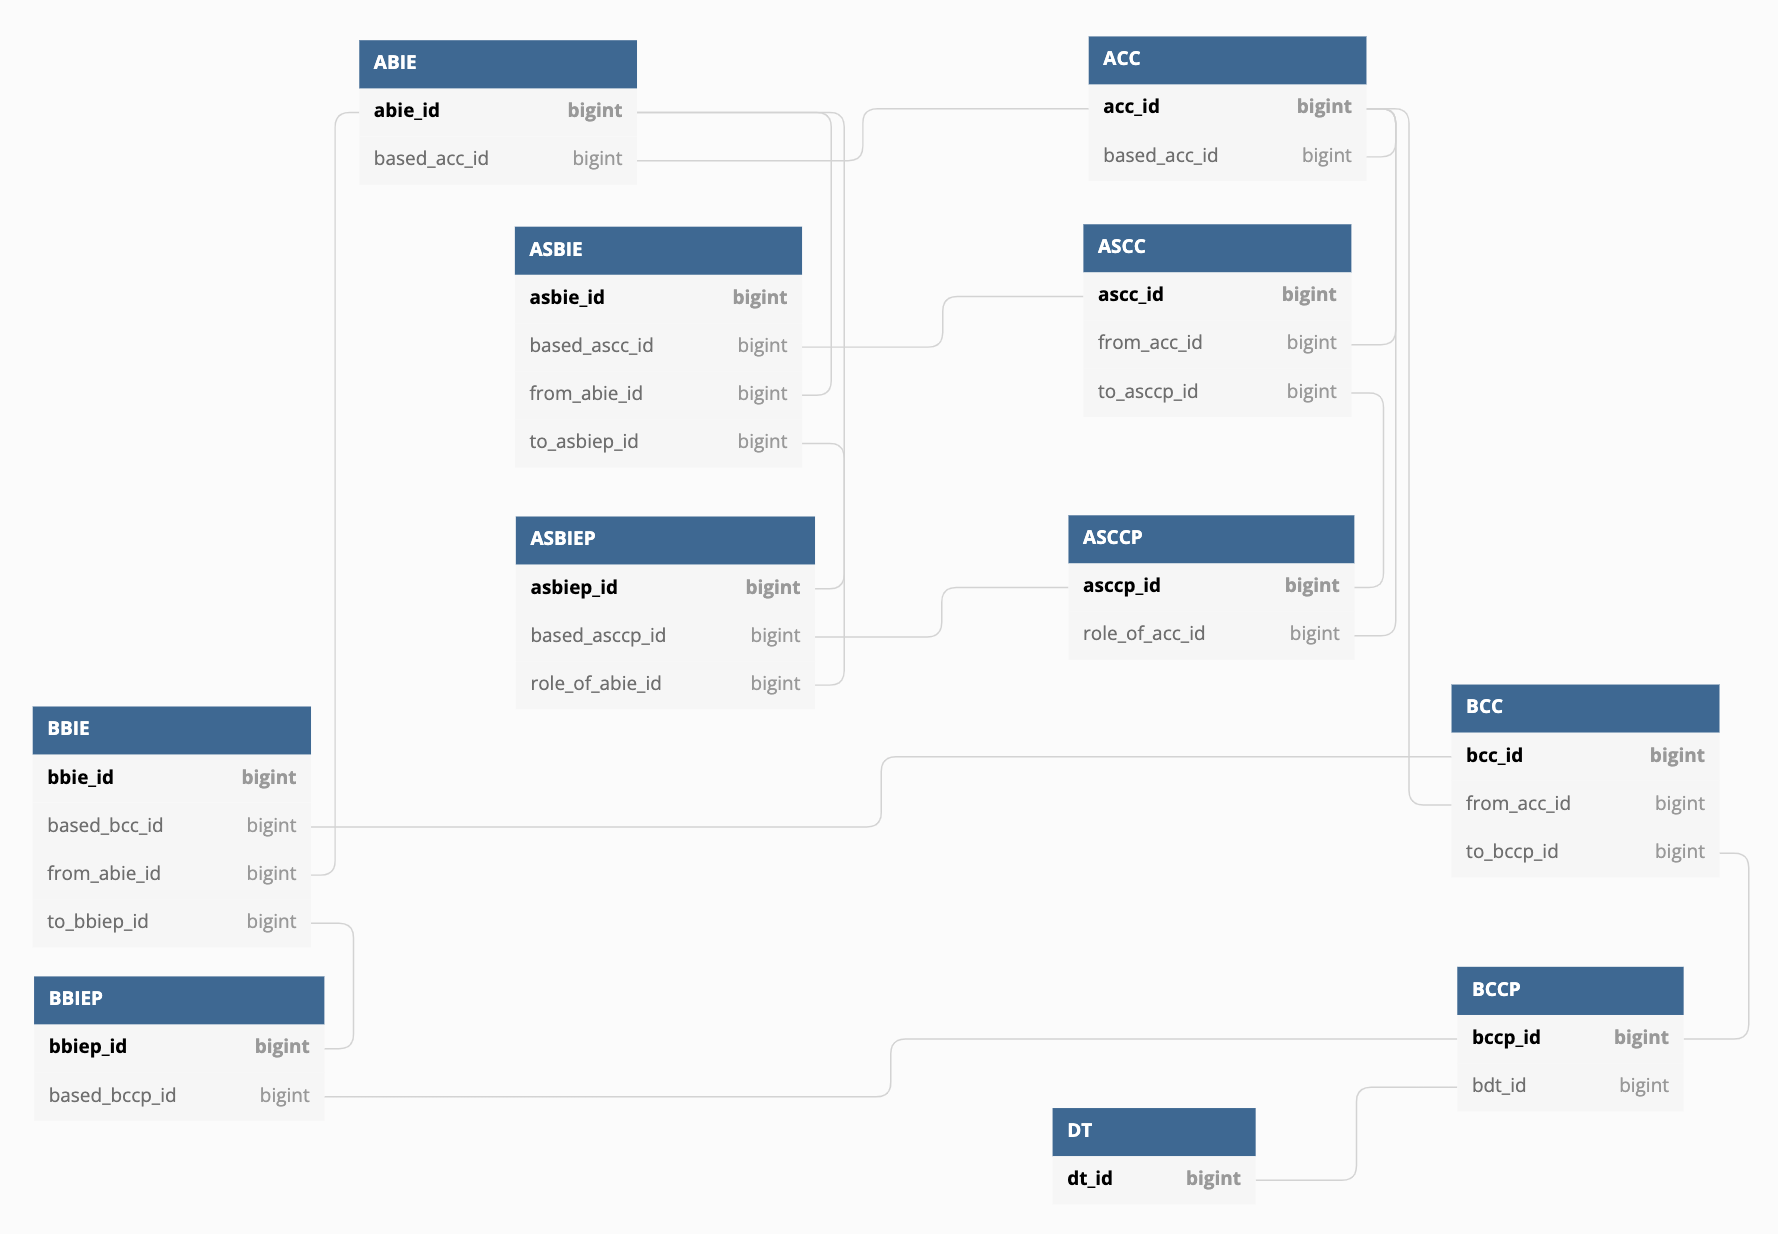 ABIE
abie_id bigint
based_acc_id bigint
ACC
acc_id bigint
based_acc_id bigint
ASBIE
asbie_id bigint
based_ascc_id bigint
from_abie_id bigint
to_asbiep_id bigint
ASCC
ascc_id bigint
from_acc_id bigint
to_asccp_id bigint
ASBIEP
asbiep_id bigint
based_asccp_id bigint
role_of_abie_id bigint
ASCCP
asccp_id bigint
role_of_acc_id bigint
BBIE
bbie_id bigint
based_bcc_id bigint
from_abie_id bigint
to_bbiep_id bigint
BCC
bcc_id bigint
from_acc_id bigint
to_bccp_id bigint
BBIEP
bbiep_id bigint
based_bccp_id bigint
BCCP
bccp_id bigint
bdt_id bigint
DT
dt_id bigint